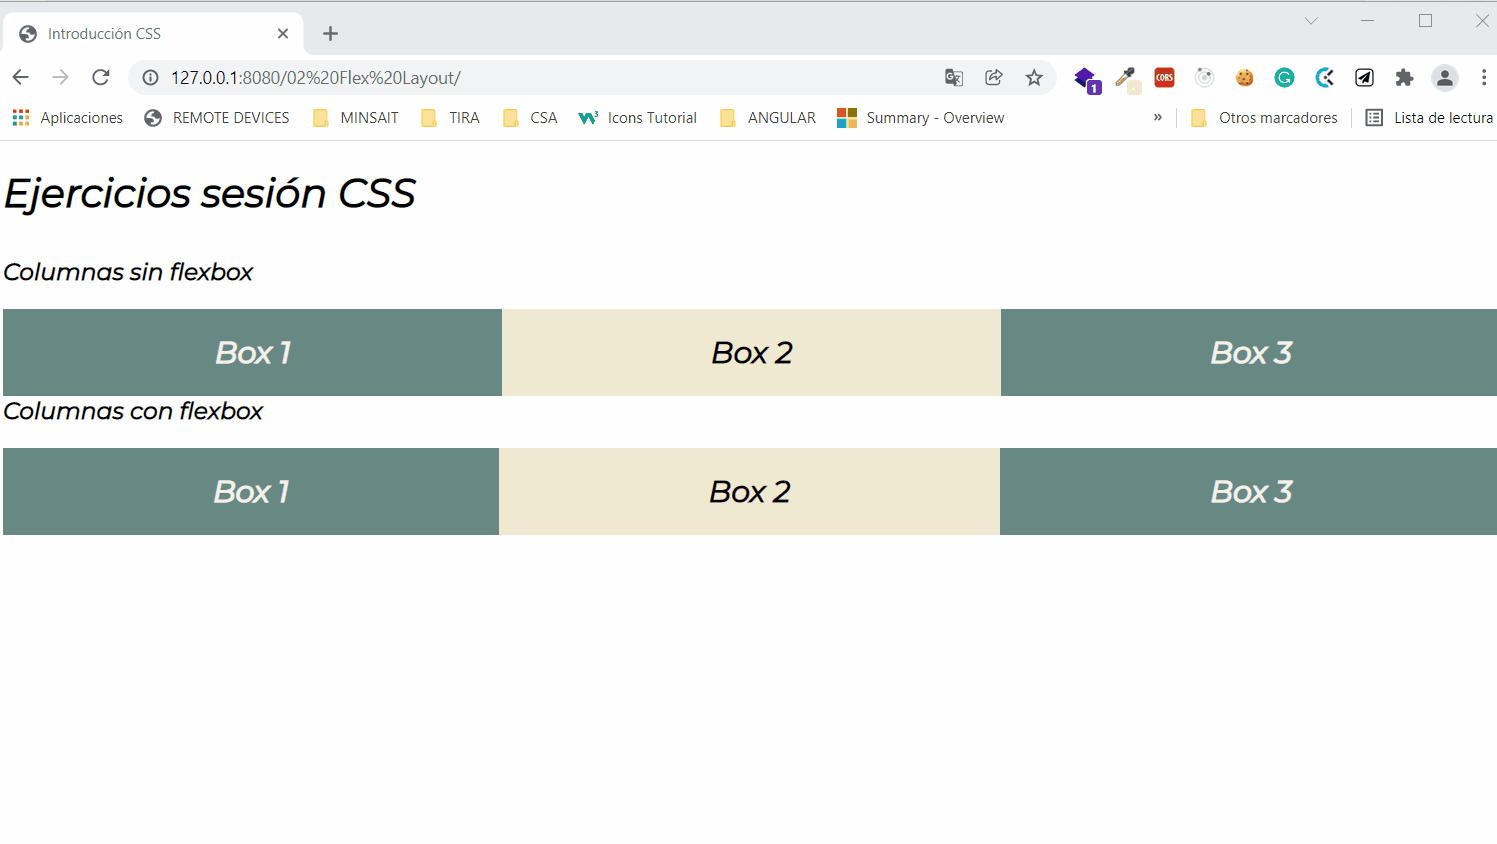 Introducción CSS
127.0.0.1:8080/02%20Flex%20Layout/
CORS
1
Aplicaciones REMOTE DEVICES MINSAIT TIRA CSA W3 Icons Tutorial ANGULAR Summary - Overview » Otros marcadores Lista de lectura
Ejercicios sesión CSS
Columnas sin flexbox
Box 1 Box 2 Box 3
Columnas con flexbox
Box 1 Box 2 Box 3